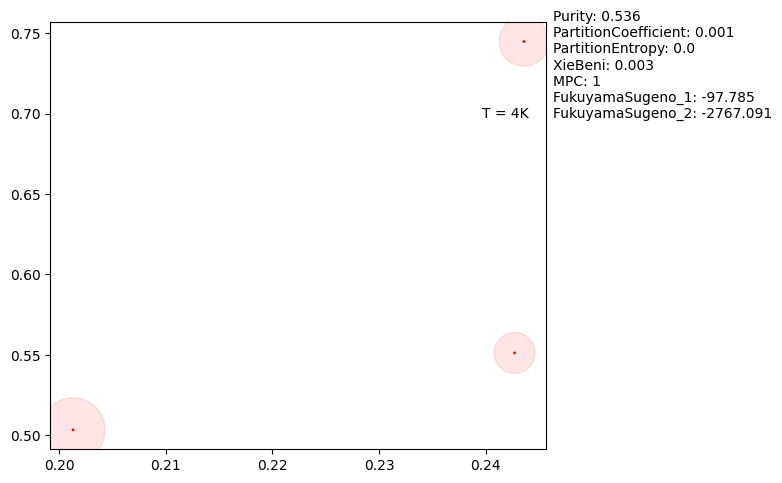 Purity: 0.536
PartitionCoefficient: 0.001
PartitionEntropy: 0.0
XieBeni: 0.003
MPC: 1
FukuyamaSugeno_1: -97.785
FukuyamaSugeno_2: -2767.091
T = 4K
0.75
0.70
0.65
0.60
0.55
0.50
0.20 0.21 0.22 0.23 0.24